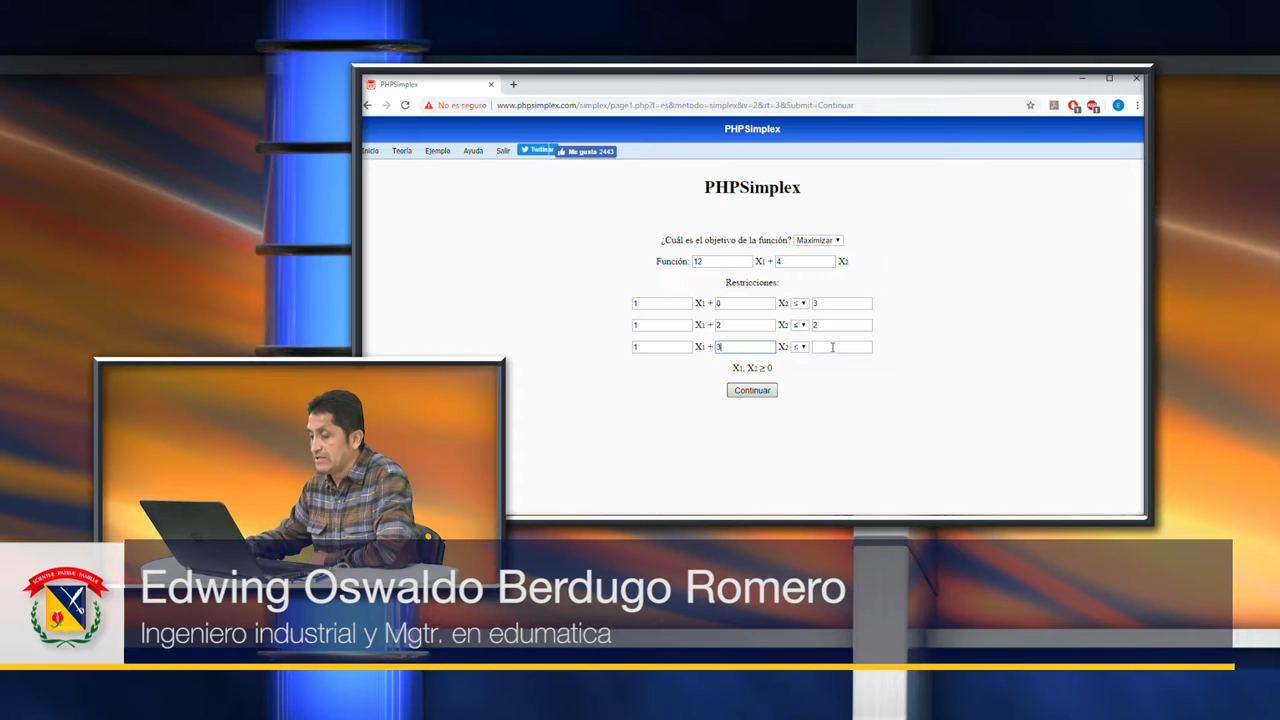 PHPSimplex
No es seguro www.phpsimplex.com/simplex/page1.php?l=es&metodo=simplex&v=2&rt=3&Submit=Continuar
PHPSimplex
Inicio Teoría Ejemplo Ayuda Salir Twittear Me gusta 2443
PHPSimplex
¿Cuál es el objetivo de la función? Maximizar
Función: 12 X1 + 4 X2
Restricciones:
1 X1 + 0 X2 ≤ 3
1 X1 + 2 X2 ≤ 2
1 X1 + 3 X2 ≤
X1, X2 ≥ 0
Continuar
Edwing Oswaldo Berdugo Romero
Ingeniero industrial y Mgtr. en edumatica
SCIENTIÆ PATRIÆ FAMILIÆ